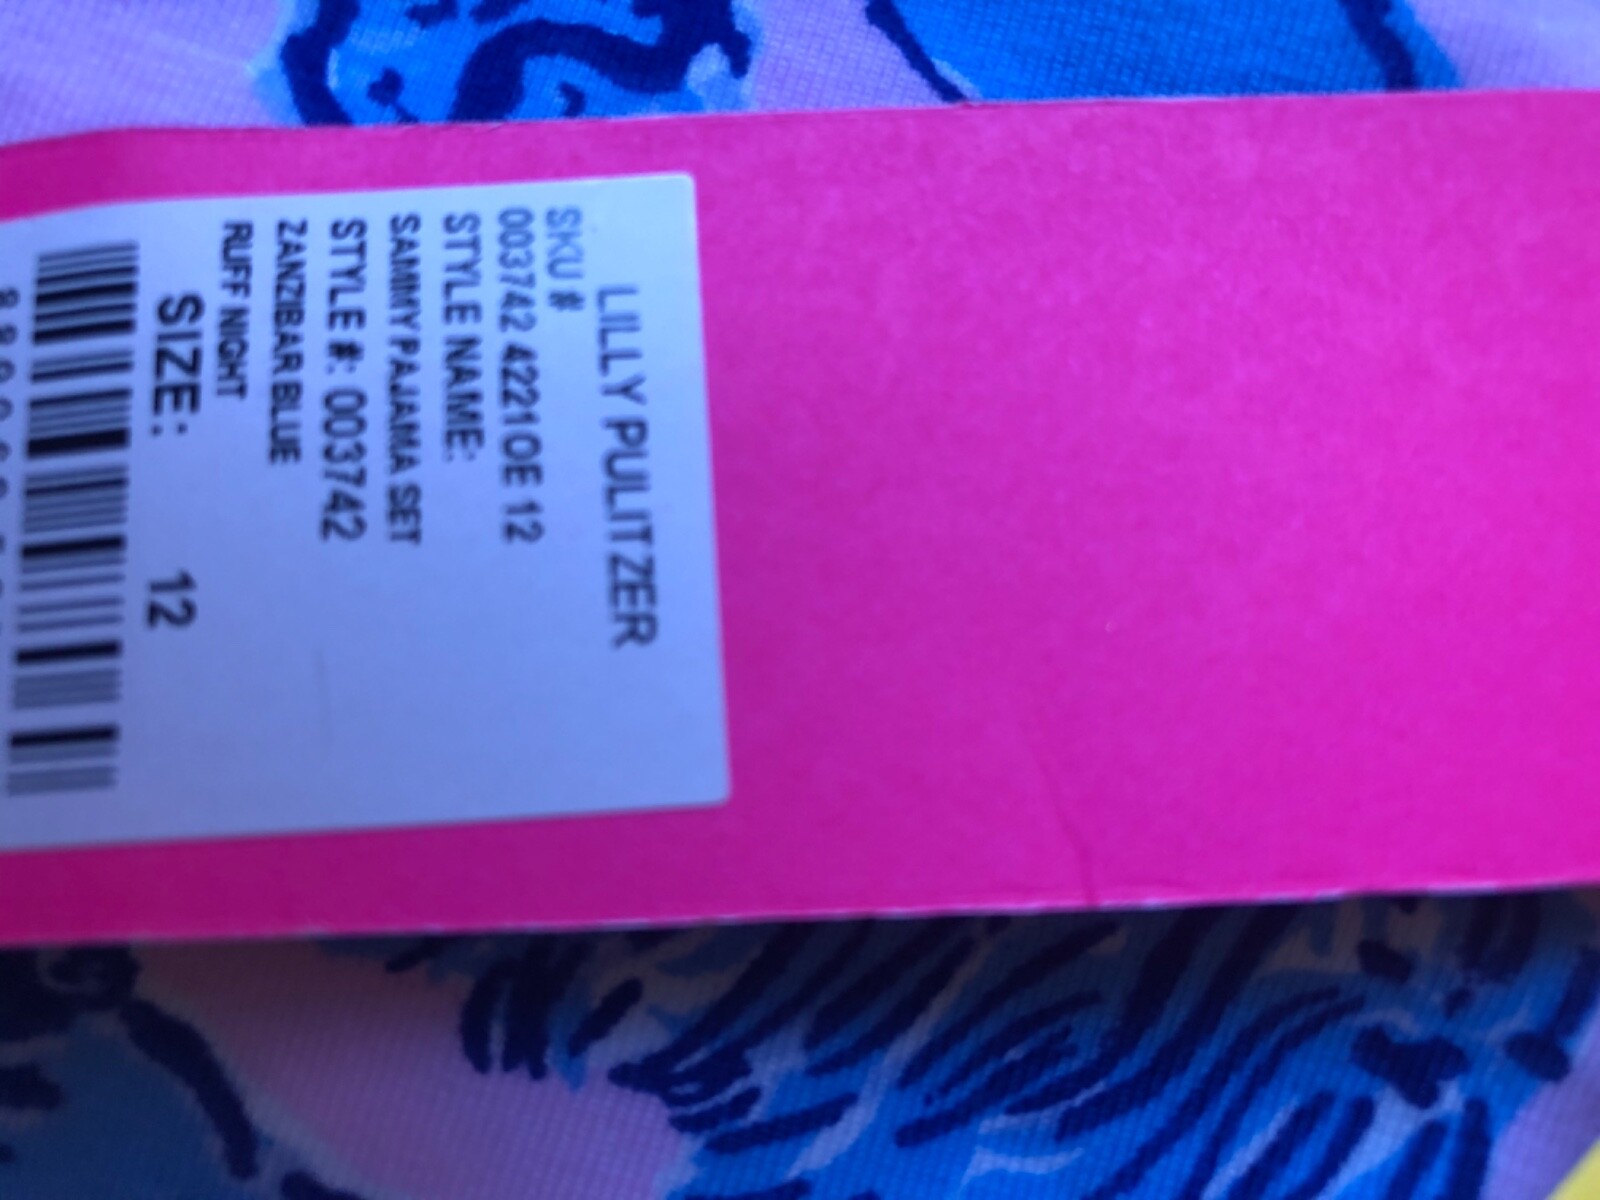 LILLY PULITZER
SKU #
003742 4221OE 12
STYLE NAME:
SAMMY PAJAMA SET
STYLE #: 003742
ZANZIBAR BLUE
RUFF NIGHT
SIZE: 12